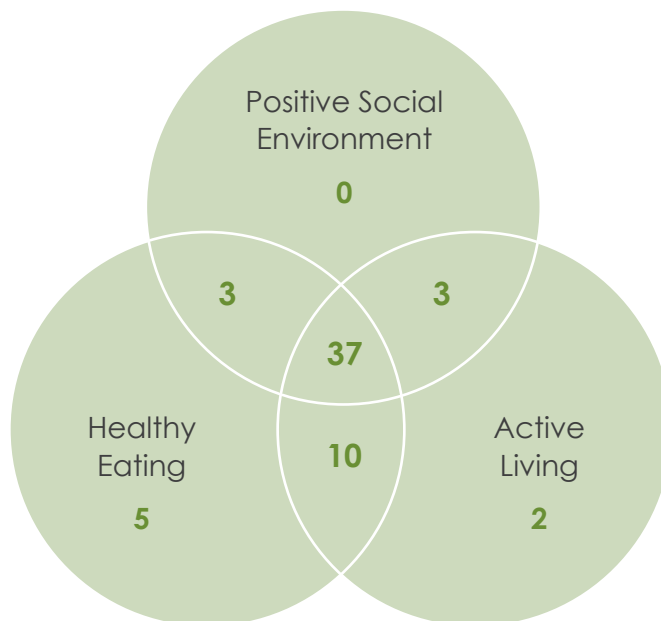 Positive Social
Environment
0
3
3
37
Healthy
Eating
5
10
Active
Living
2